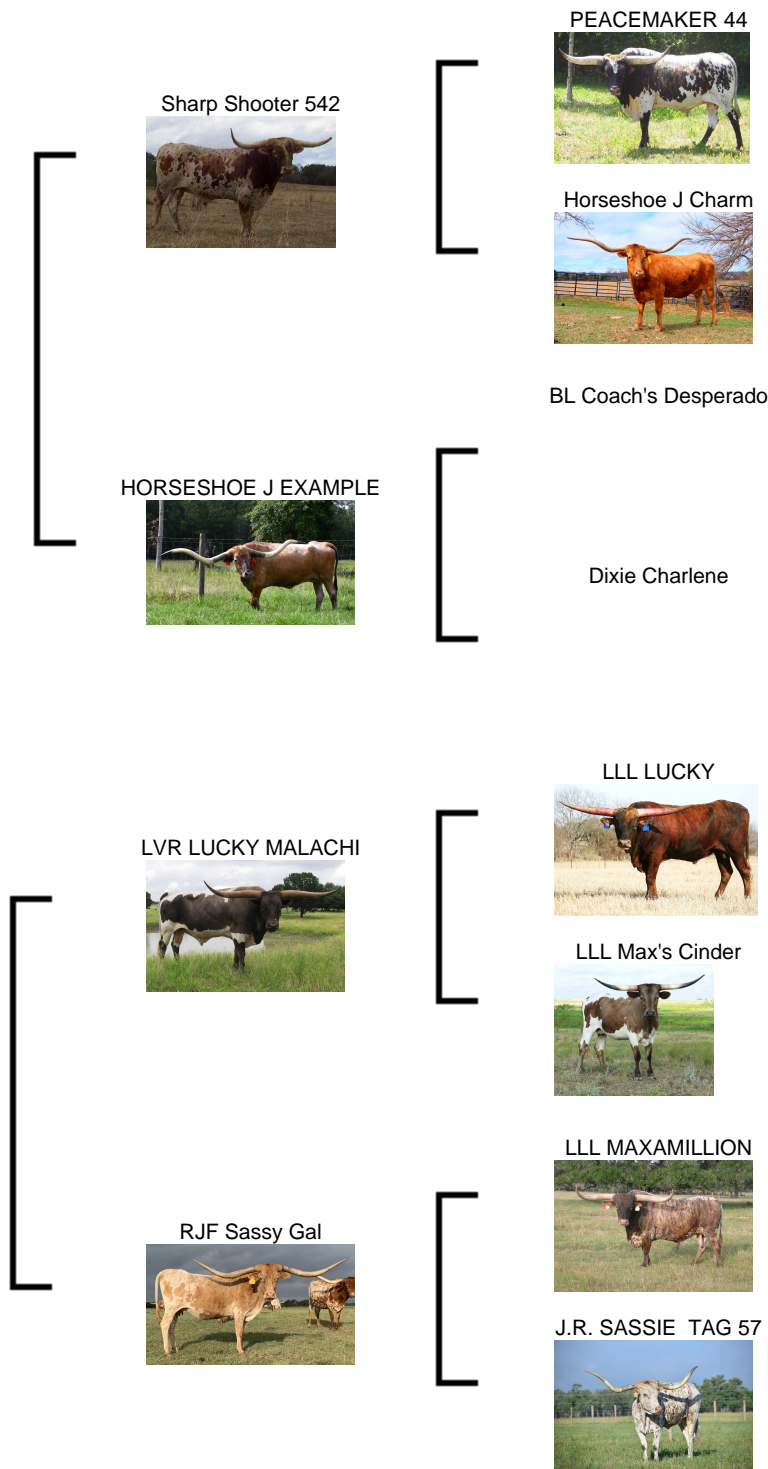 PEACEMAKER 44
Sharp Shooter 542
Horseshoe J Charm
BL Coach's Desperado
HORSESHOE J EXAMPLE
Dixie Charlene
LLL LUCKY
LVR LUCKY MALACHI
LLL Max's Cinder
LLL MAXAMILLION
RJF Sassy Gal
J.R. SASSIE  TAG 57